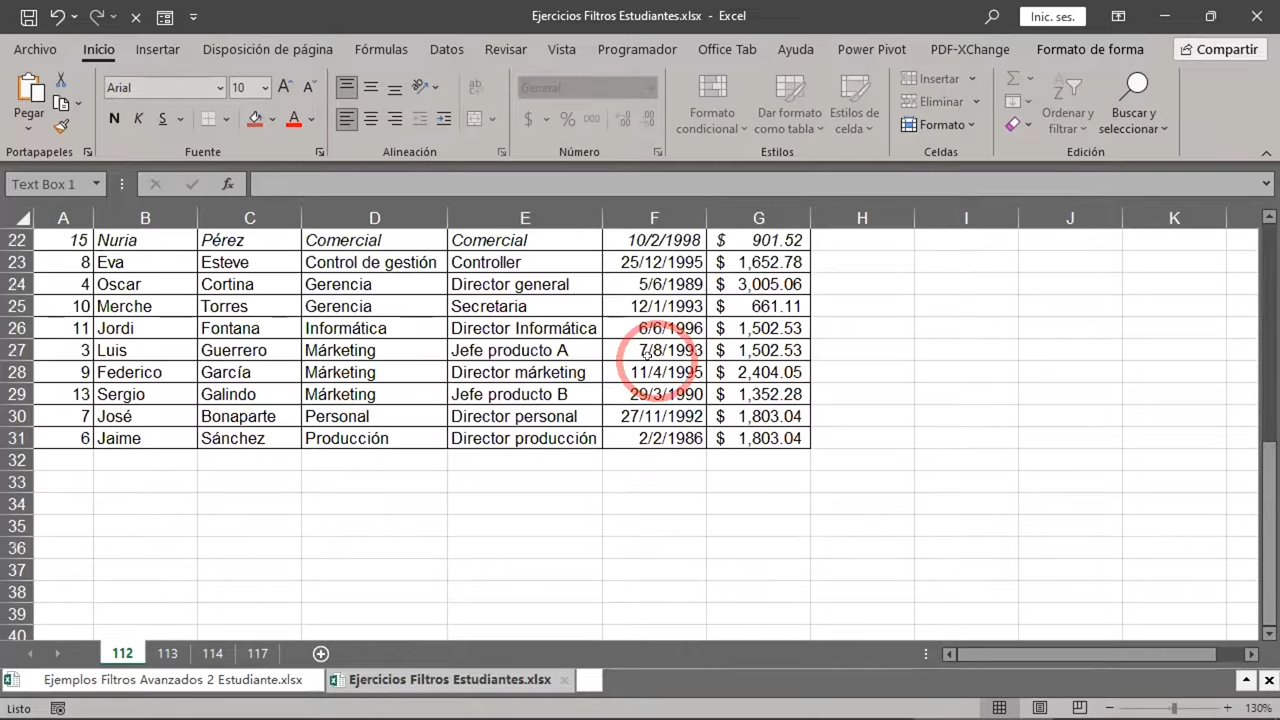 Ejercicios Filtros Estudiantes.xlsx - Excel
Inic. ses.
Archivo Inicio Insertar Disposición de página Fórmulas Datos Revisar Vista Programador Office Tab Ayuda Power Pivot PDF-XChange Formato de forma Compartir
Pegar
Arial 10
N K S
General
$ % 000
Formato condicional
Dar formato como tabla
Estilos de celda
Insertar
Eliminar
Formato
Ordenar y filtrar
Buscar y seleccionar
Portapapeles Fuente Alineación Número Estilos Celdas Edición
Text Box 1 fx
A B C D E F G H I J K
22 15 Nuria Pérez Comercial Comercial 10/2/1998 $ 901.52
23 8 Eva Esteve Control de gestión Controller 25/12/1995 $ 1,652.78
24 4 Oscar Cortina Gerencia Director general 5/6/1989 $ 3,005.06
25 10 Merche Torres Gerencia Secretaria 12/1/1993 $ 661.11
26 11 Jordi Fontana Informática Director Informática 6/6/1996 $ 1,502.53
27 3 Luis Guerrero Márketing Jefe producto A 7/8/1993 $ 1,502.53
28 9 Federico García Márketing Director márketing 11/4/1995 $ 2,404.05
29 13 Sergio Galindo Márketing Jefe producto B 29/3/1990 $ 1,352.28
30 7 José Bonaparte Personal Director personal 27/11/1992 $ 1,803.04
31 6 Jaime Sánchez Producción Director producción 2/2/1986 $ 1,803.04
32
33
34
35
36
37
38
39
40
112 113 114 117
Ejemplos Filtros Avanzados 2 Estudiante.xlsx Ejercicios Filtros Estudiantes.xlsx
Listo 130%